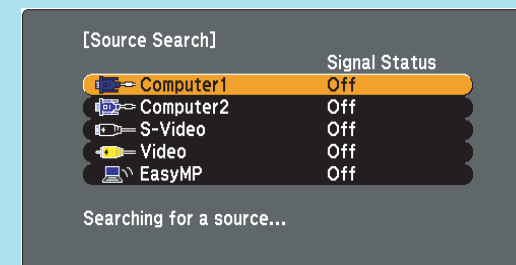 [Source Search]
Signal Status
Computer1 Off
Computer2 Off
S-Video Off
Video Off
EasyMP Off
Searching for a source...